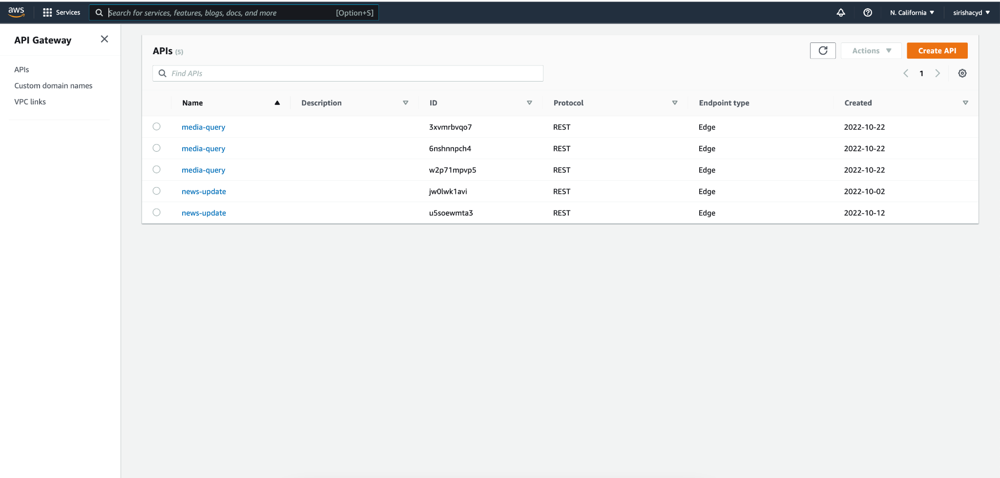 aws Services Search for services, features, blogs, docs, and more [Option+S] N. California sirishacyd
API Gateway
APIs
Custom domain names
VPC links
APIs (5) Actions Create API
Find APIs 1
Name Description ID Protocol Endpoint type Created
media-query 3xvmrbvqo7 REST Edge 2022-10-22
media-query 6nshnnpch4 REST Edge 2022-10-22
media-query w2p71mpvp5 REST Edge 2022-10-22
news-update jw0lwk1avi REST Edge 2022-10-02
news-update u5soewmta3 REST Edge 2022-10-12